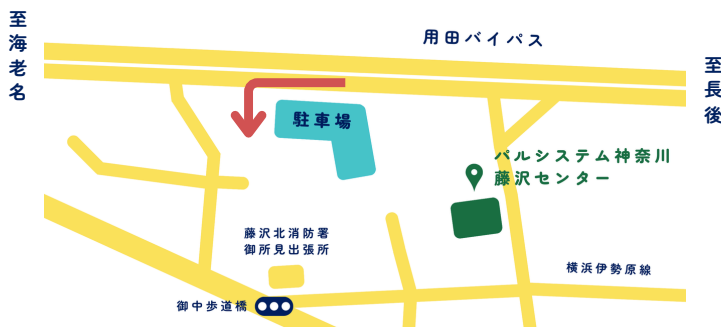 至海老名
用田バイパス
至長後
駐車場
パルシステム神奈川
藤沢センター
藤沢北消防署
御所見出張所
横浜伊勢原線
御中歩道橋